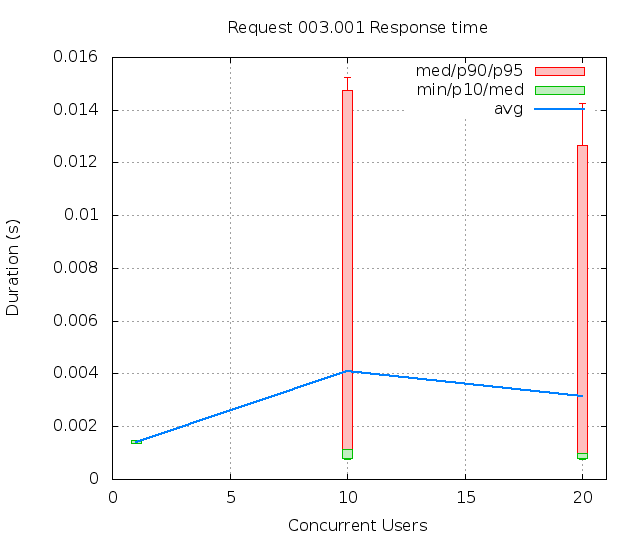 Request 003.001 Response time
med/p90/p95
min/p10/med
avg
0.016
0.014
0.012
0.01
0.008
0.006
0.004
0.002
0
Duration (s)
0 5 10 15 20
Concurrent Users